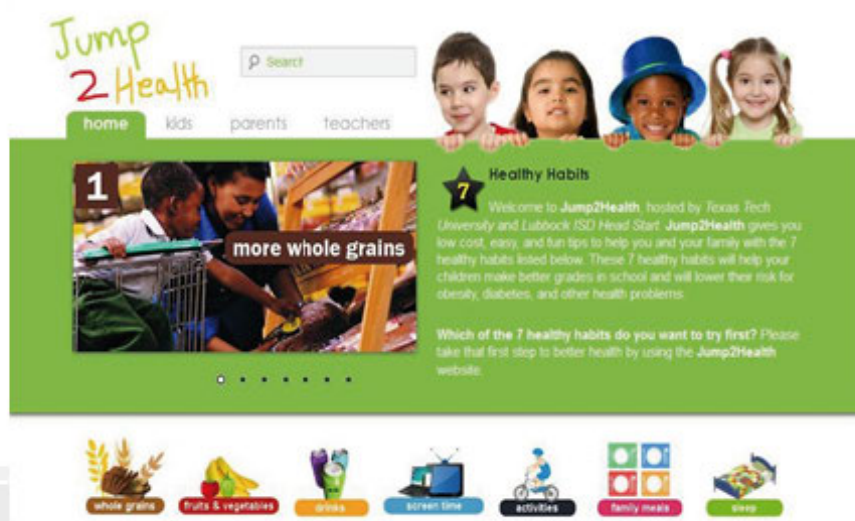 Jump
2 Health
Search
home
kids
parents
teachers
1
more whole grains
7
Healthy Habits
Welcome to Jump2Health, hosted by Texas Tech
University and Lubbock ISD Head Start. Jump2Health gives you
low cost, easy, and fun tips to help you and your family with the 7
healthy habits listed below. These 7 healthy habits will help your
children make better grades in school and will lower their risk for
obesity, diabetes, and other health problems.
Which of the 7 healthy habits do you want to try first? Please
take that first step to better health by using the Jump2Health
website.
whole grains
fruits & vegetables
drinks
screen time
activities
family meals
sleep